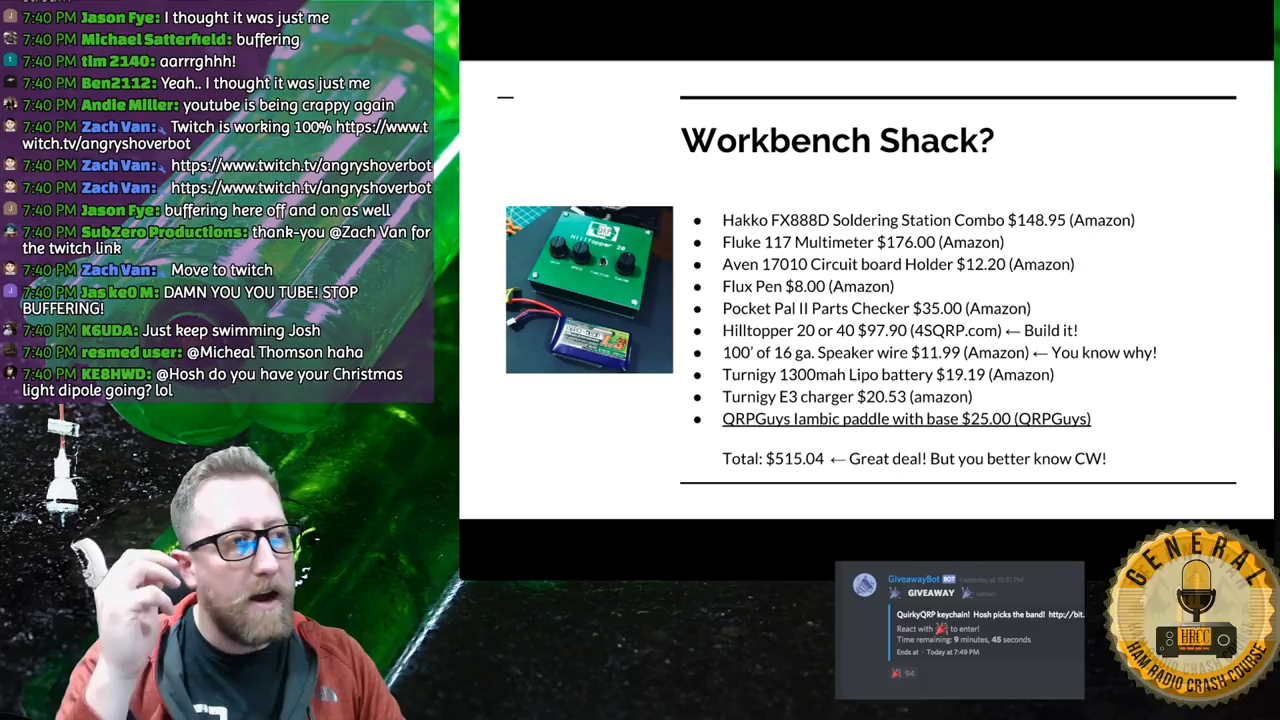 7:40 PM Jason Fye: I thought it was just me
7:40 PM Michael Satterfield: buffering
7:40 PM tim 2140: aarrrghhh!
7:40 PM Ben2112: Yeah.. I thought it was just me
7:40 PM Andie Miller: youtube is being crappy again
7:40 PM Zach Van: Twitch is working 100% https://www.t
witch.tv/angryshoverbot
7:40 PM Zach Van: https://www.twitch.tv/angryshoverbot
7:40 PM Zach Van: https://www.twitch.tv/angryshoverbot
7:40 PM Jason Fye: buffering here off and on as well
7:40 PM SubZero Productions: thank-you @Zach Van for
the twitch link
7:40 PM Zach Van: Move to twitch
7:40 PM Jas ke0 M: DAMN YOU YOU TUBE! STOP
BUFFERING!
7:40 PM K6UDA: Just keep swimming Josh
7:40 PM resmed user: @Micheal Thomson haha
7:40 PM KE8HWD: @Hosh do you have your Christmas
light dipole going? lol
Workbench Shack?
Hilltopper 20
● Hakko FX888D Soldering Station Combo $148.95 (Amazon)
● Fluke 117 Multimeter $176.00 (Amazon)
● Aven 17010 Circuit board Holder $12.20 (Amazon)
● Flux Pen $8.00 (Amazon)
● Pocket Pal II Parts Checker $35.00 (Amazon)
● Hilltopper 20 or 40 $97.90 (4SQRP.com) ← Build it!
● 100' of 16 ga. Speaker wire $11.99 (Amazon) ← You know why!
● Turnigy 1300mah Lipo battery $19.19 (Amazon)
● Turnigy E3 charger $20.53 (amazon)
● QRPGuys Iambic paddle with base $25.00 (QRPGuys)
Total: $515.04 ← Great deal! But you better know CW!
GiveawayBot BOT Yesterday at 10:01 PM
GIVEAWAY
QuirkyQRP keychain! Hosh picks the band! http://bit.
React with 🎉 to enter!
Time remaining: 9 minutes, 45 seconds
Ends at • Today at 7:49 PM
94
GENERAL
HRCC
HAM RADIO CRASH COURSE